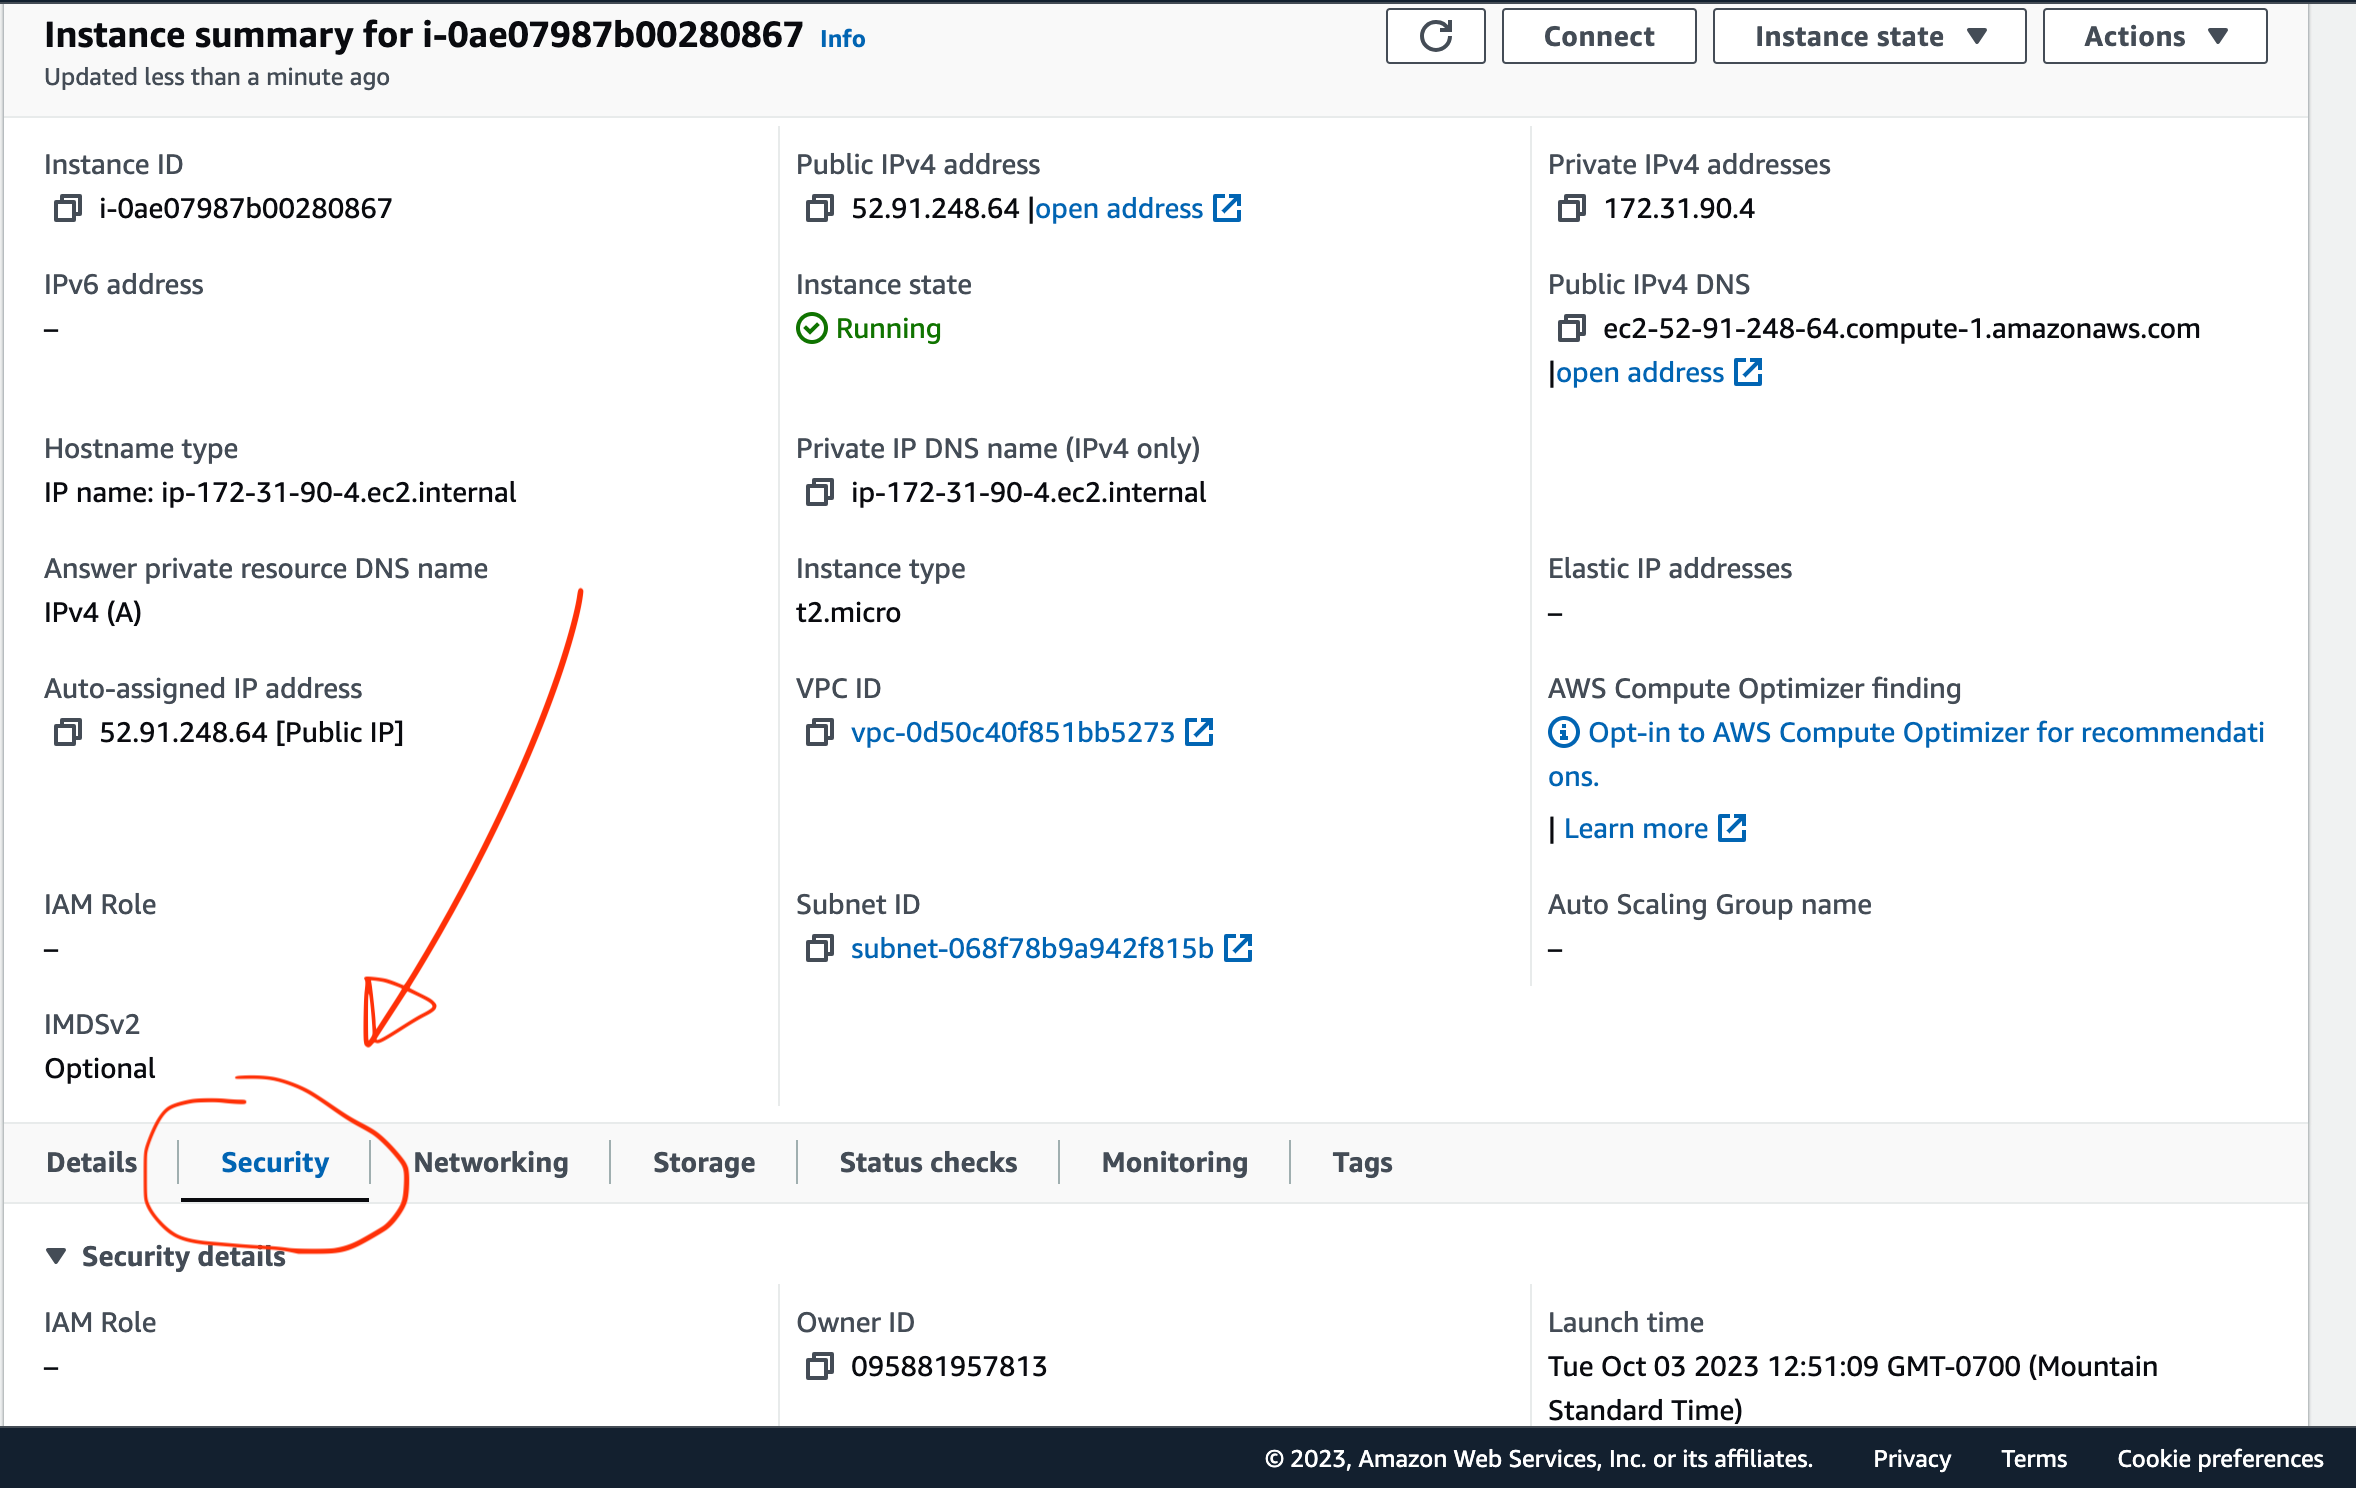 Instance summary for i-0ae07987b00280867 Info
Updated less than a minute ago
Connect
Instance state
Actions
Instance ID
i-0ae07987b00280867
Public IPv4 address
52.91.248.64 |open address
Private IPv4 addresses
172.31.90.4
IPv6 address
–
Instance state
Running
Public IPv4 DNS
ec2-52-91-248-64.compute-1.amazonaws.com
|open address
Hostname type
IP name: ip-172-31-90-4.ec2.internal
Private IP DNS name (IPv4 only)
ip-172-31-90-4.ec2.internal
Answer private resource DNS name
IPv4 (A)
Instance type
t2.micro
Elastic IP addresses
–
Auto-assigned IP address
52.91.248.64 [Public IP]
VPC ID
vpc-0d50c40f851bb5273
AWS Compute Optimizer finding
Opt-in to AWS Compute Optimizer for recommendati
ons.
| Learn more
IAM Role
–
Subnet ID
subnet-068f78b9a942f815b
Auto Scaling Group name
–
IMDSv2
Optional
Details
Security
Networking
Storage
Status checks
Monitoring
Tags
Security details
IAM Role
–
Owner ID
095881957813
Launch time
Tue Oct 03 2023 12:51:09 GMT-0700 (Mountain
Standard Time)
© 2023, Amazon Web Services, Inc. or its affiliates.
Privacy
Terms
Cookie preferences